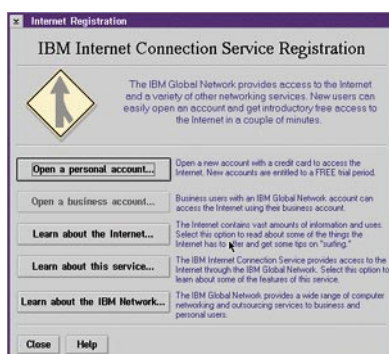 Internet Registration
IBM Internet Connection Service Registration
The IBM Global Network provides access to the Internet
and a variety of other networking services. New users can
easily open an account and get introductory free access to
the Internet in a couple of minutes.
Open a personal account...
Open a new account with a credit card to access the
Internet. New accounts are entitled to a FREE trial period.
Open a business account...
Business users with an IBM Global Network account can
access the Internet using their business account.
Learn about the Internet...
The Internet contains vast amounts of information and uses.
Select this option to read about some of the things the
Internet has to offer and get some tips on "surfing."
Learn about this service...
The IBM Internet Connection Service provides access to the
Internet through the IBM Global Network. Select this option to
learn about some of the features of this service.
Learn about the IBM Network...
The IBM Global Network provides a wide range of computer
networking and outsourcing services to business and
personal users.
Close Help